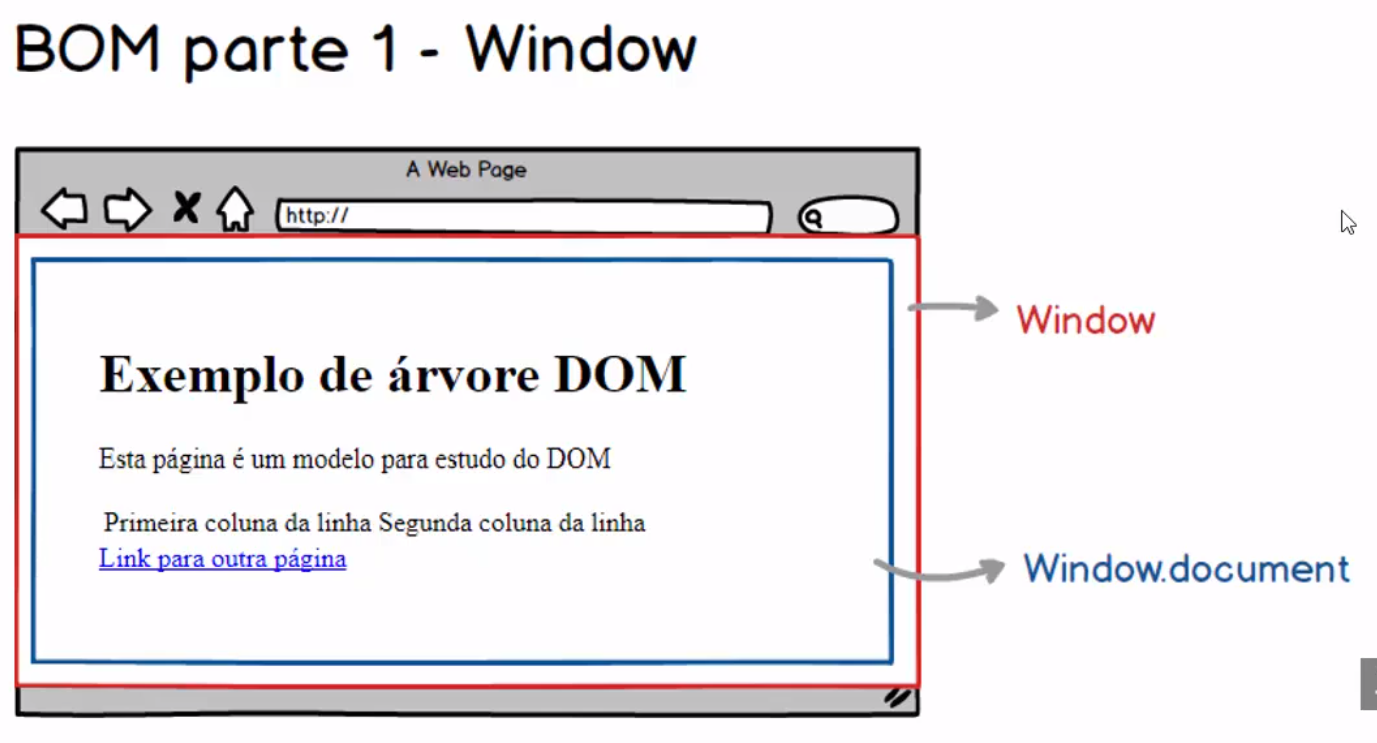 BOM parte 1 - Window
A Web Page
http://
Window
Exemplo de árvore DOM
Esta página é um modelo para estudo do DOM
Primeira coluna da linha Segunda coluna da linha
Link para outra página
Window.document